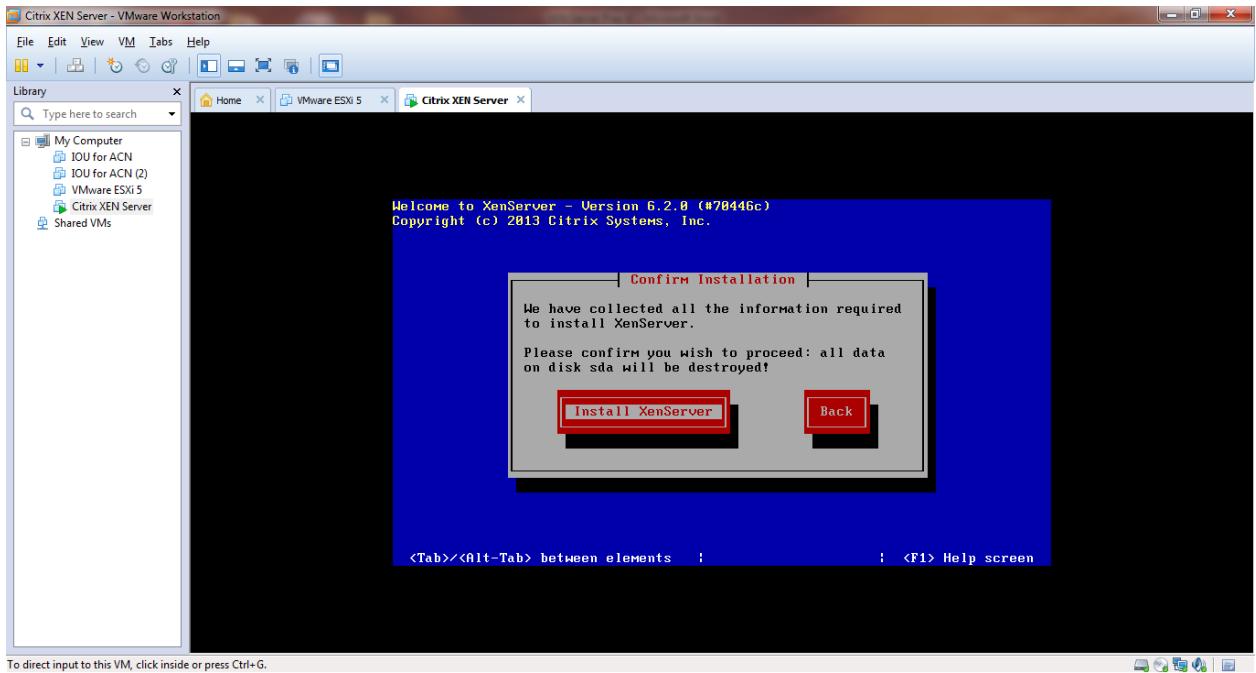 Citrix XEN Server - VMware Workstation
File Edit View VM Tabs Help
Library
Type here to search
My Computer
IOU for ACN
IOU for ACN (2)
VMware ESXi 5
Citrix XEN Server
Shared VMs
Home VMware ESXi 5 Citrix XEN Server
Welcome to XenServer - Version 6.2.0 (#70446c)
Copyright (c) 2013 Citrix Systems, Inc.
Confirm Installation
We have collected all the information required
to install XenServer.
Please confirm you wish to proceed: all data
on disk sda will be destroyed!
Install XenServer Back
<Tab>/<Alt-Tab> between elements ¦ ¦ <F1> Help screen
To direct input to this VM, click inside or press Ctrl+G.